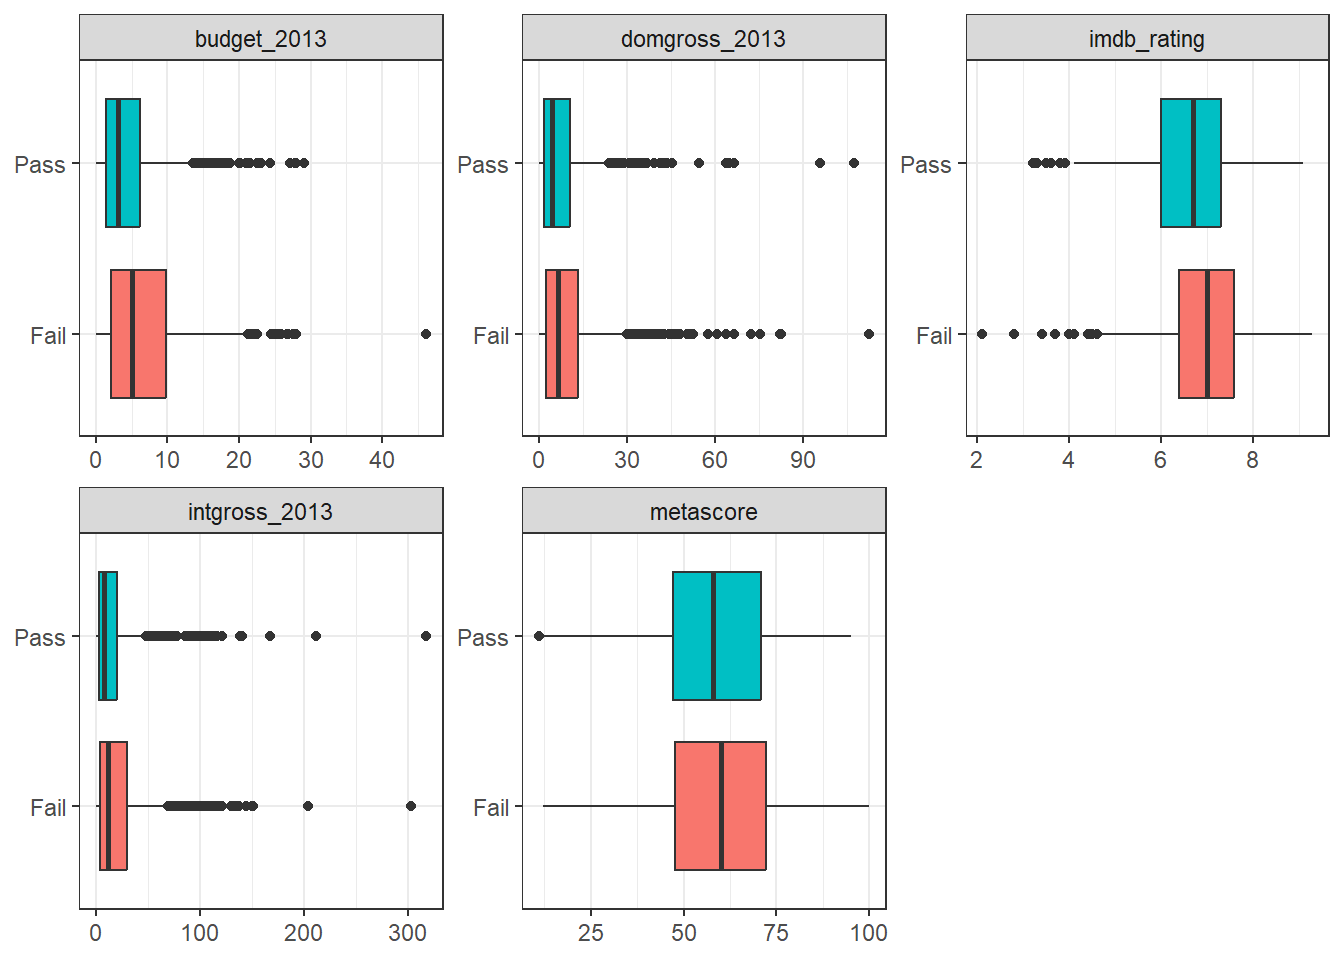 budget_2013
domgross_2013
imdb_rating
Pass
Fail
Pass
Fail
Pass
Fail
0 10 20 30 40
0 30 60 90
2 4 6 8
intgross_2013
metascore
Pass
Fail
Pass
Fail
0 100 200 300
25 50 75 100